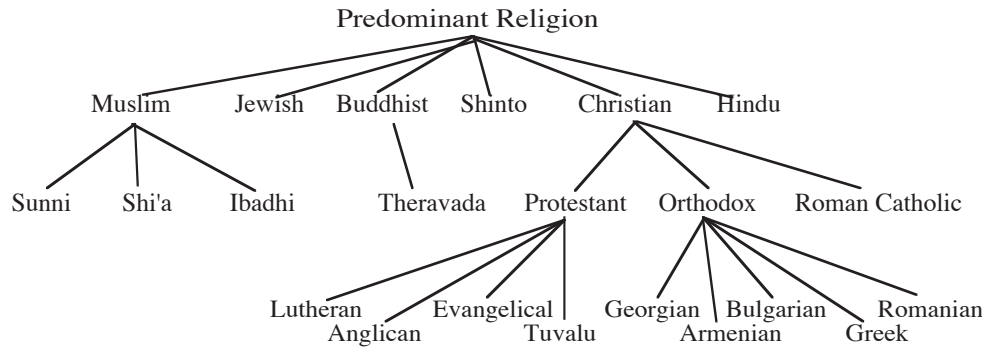 Predominant Religion
Muslim Jewish Buddhist Shinto Christian Hindu
Sunni Shi'a Ibadhi Theravada Protestant Orthodox Roman Catholic
Lutheran Evangelical Georgian Bulgarian Romanian
Anglican Tuvalu Armenian Greek